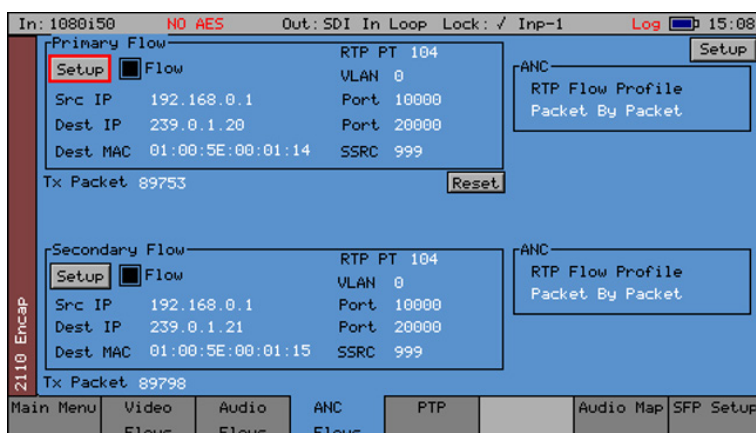 In: 1080i50 NO AES Out: SDI In Loop Lock: √ Inp-1 Log 15:08
Setup
Primary Flow
Setup Flow
RTP PT 104
VLAN 0
Src IP 192.168.0.1 Port 10000
Dest IP 239.0.1.20 Port 20000
Dest MAC 01:00:5E:00:01:14 SSRC 999
ANC
RTP Flow Profile
Packet By Packet
Tx Packet 89753 Reset
Secondary Flow
Setup Flow
RTP PT 104
VLAN 0
Src IP 192.168.0.1 Port 10000
Dest IP 239.0.1.21 Port 20000
Dest MAC 01:00:5E:00:01:15 SSRC 999
ANC
RTP Flow Profile
Packet By Packet
Tx Packet 89798
2110 Encap
Main Menu
Video Flows
Audio Flows
ANC Flows
PTP
Audio Map
SFP Setup